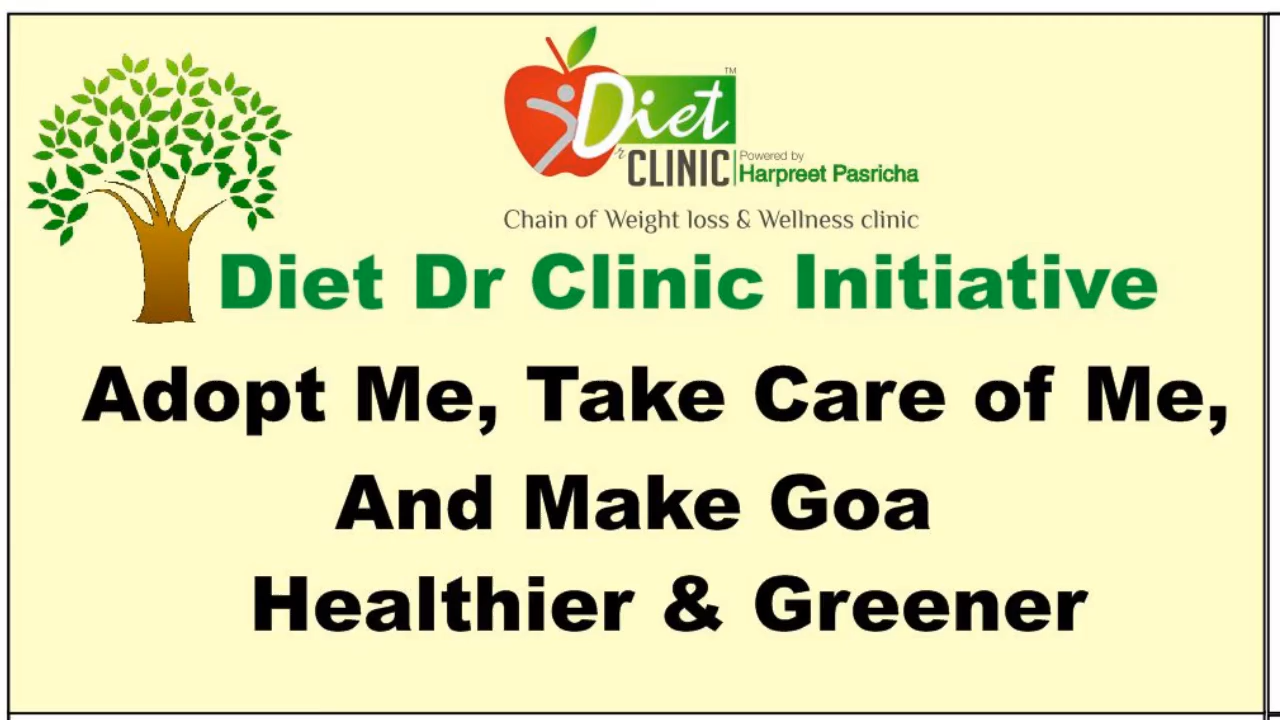 Diet TM
r CLINIC
Powered by
Harpreet Pasricha
Chain of Weight loss & Wellness clinic
Diet Dr Clinic Initiative
Adopt Me, Take Care of Me,
And Make Goa
Healthier & Greener